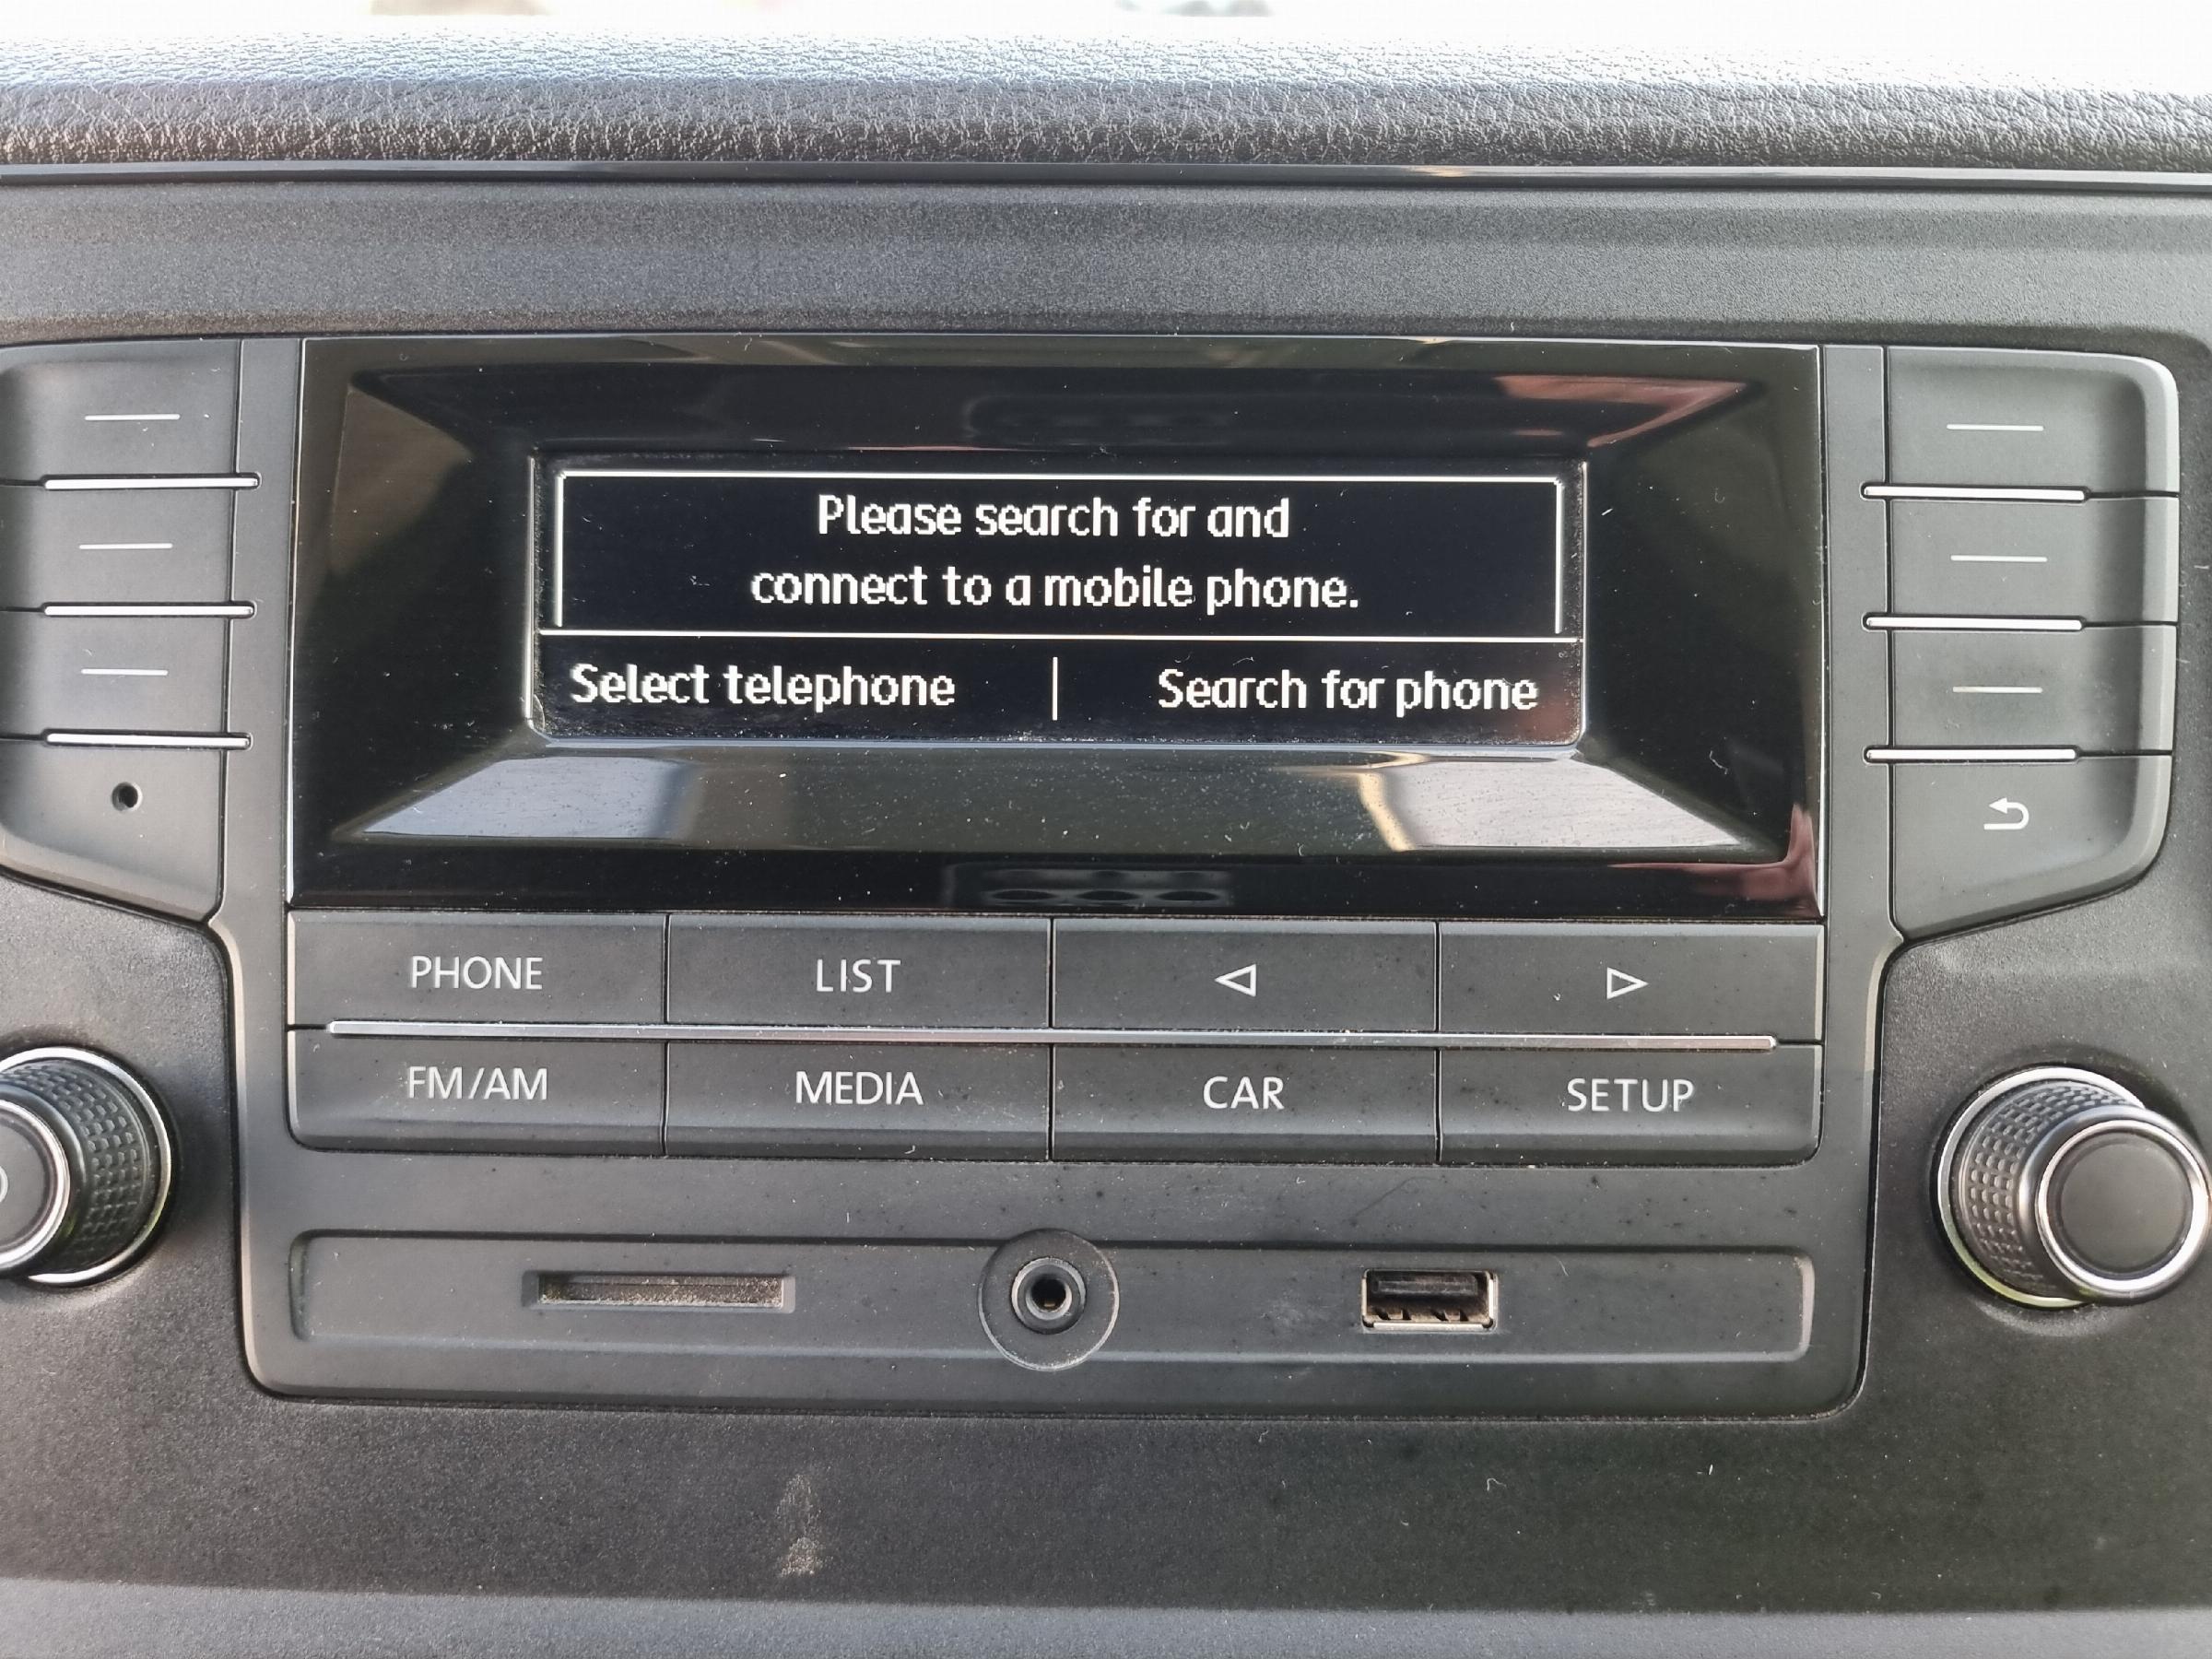 Please search for and
connect to a mobile phone.
Select telephone | Search for phone
PHONE LIST
FM/AM MEDIA CAR SETUP